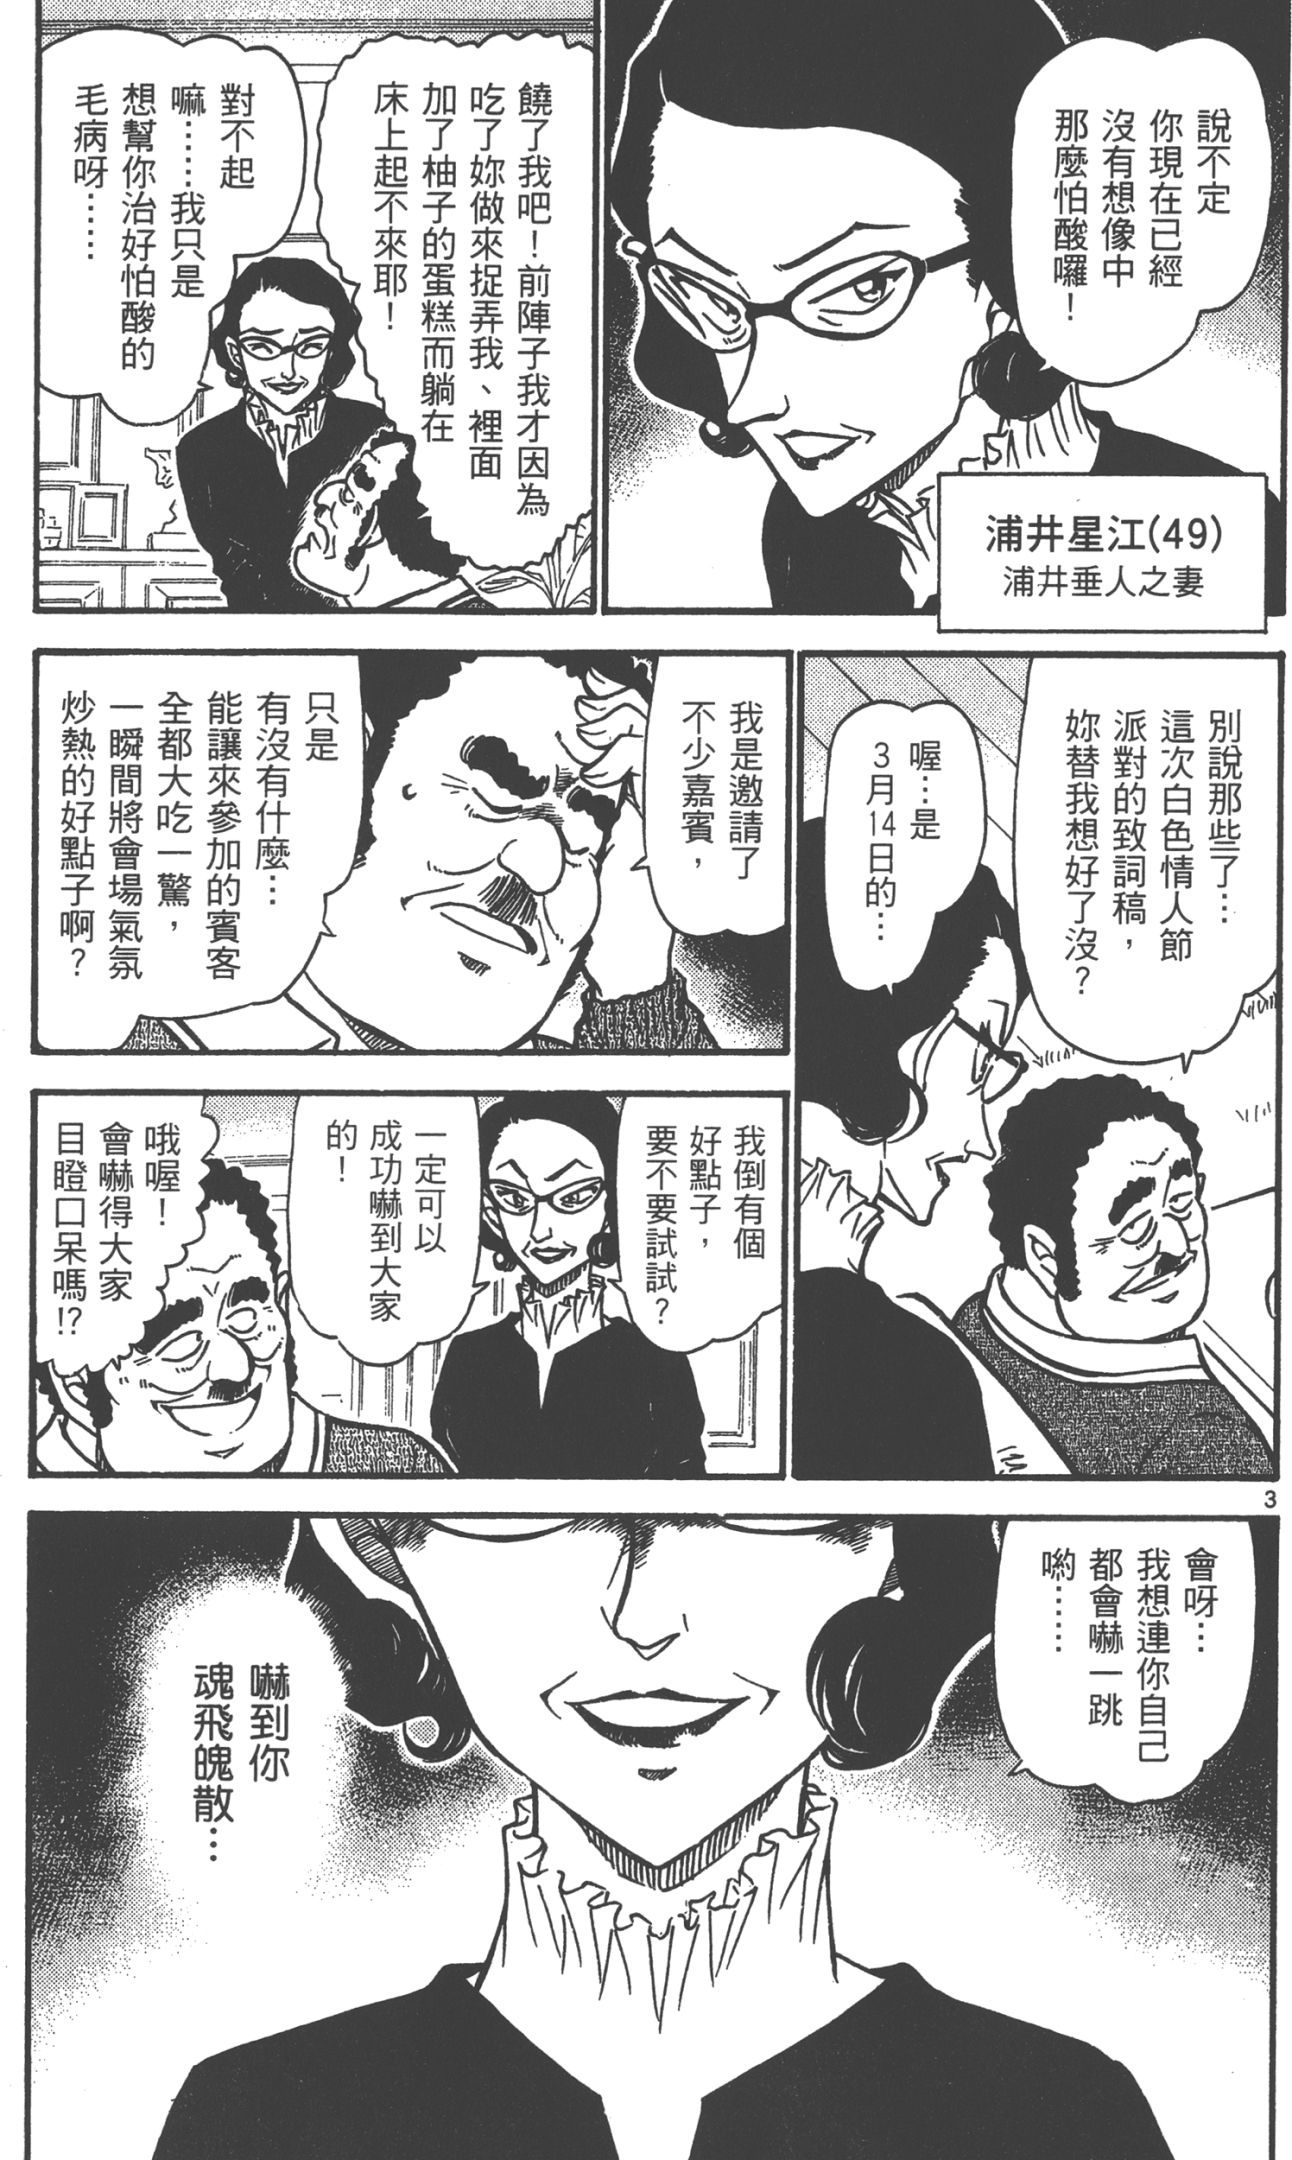 說不定
你現在已經
沒有想像中
那麼怕酸囉！
浦井星江(49)
浦井垂人之妻
饒了我吧！前陣子我才因為
吃了妳做來捉弄我、裡面
加了柚子的蛋糕而躺在
床上起不來耶！
對不起
嘛……我只是
想幫你治好怕酸的
毛病呀……
別說那些了…
這次白色情人節
派對的致詞稿，
妳替我想好了沒？
喔…是
3月14日的…
我是邀請了
不少嘉賓，
只是
有沒有什麼…
能讓來參加的賓客
全都大吃一驚，
一瞬間將會場氣氛
炒熱的好點子啊？
我倒有個
好點子，
要不要試試？
一定可以
成功嚇到大家
的！
哦喔！
會嚇得大家
目瞪口呆嗎!?
3
會呀…
我想連你自己
都會嚇一跳
喲……
嚇到你
魂飛魄散…